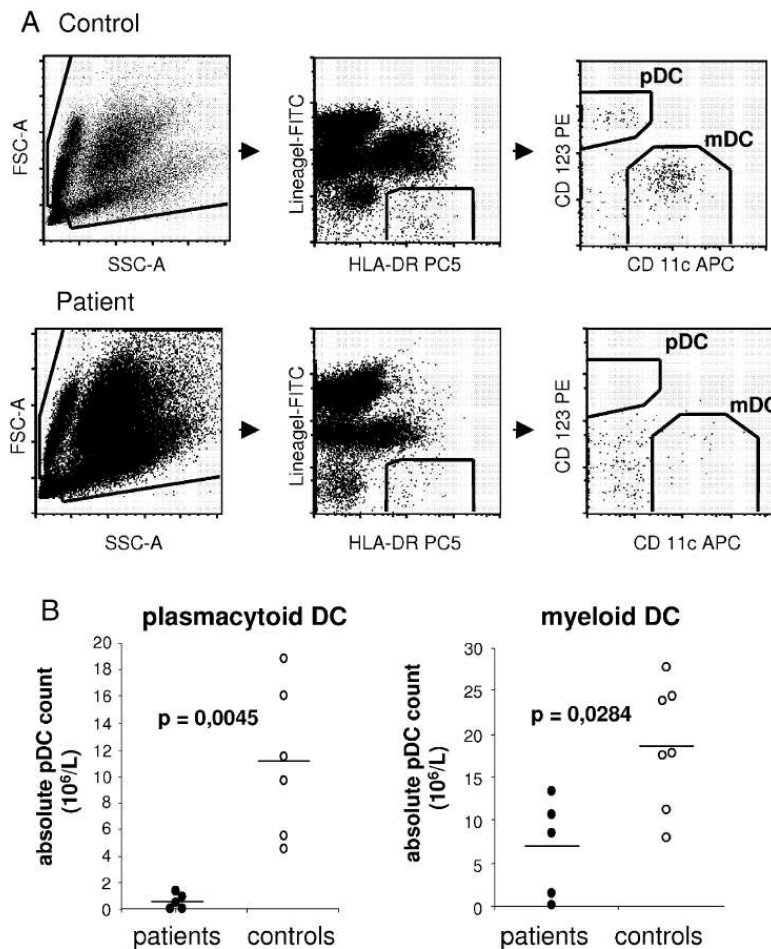 A Control
FSC-A
SSC-A
Lineagel-FITC
HLA-DR PC5
pDC
mDC
CD 123 PE
CD 11c APC
Patient
FSC-A
SSC-A
Lineagel-FITC
HLA-DR PC5
pDC
mDC
CD 123 PE
CD 11c APC
B
plasmacytoid DC
absolute pDC count
(10⁶/L)
20
18
16
14
12
10
8
6
4
2
0
p = 0,0045
patients controls
myeloid DC
absolute pDC count
(10⁶/L)
30
25
20
15
10
5
0
p = 0,0284
patients controls